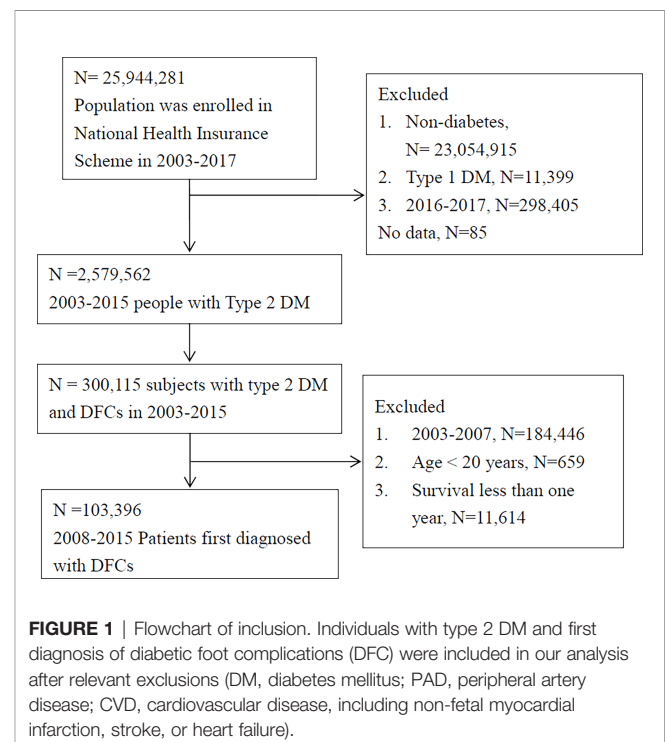 N= 25,944,281
Population was enrolled in
National Health Insurance
Scheme in 2003-2017
Excluded
1. Non-diabetes,
N= 23,054,915
2. Type 1 DM, N=11,399
3. 2016-2017, N=298,405
No data, N=85
N =2,579,562
2003-2015 people with Type 2 DM
N = 300,115 subjects with type 2 DM
and DFCs in 2003-2015
Excluded
1. 2003-2007, N=184,446
2. Age < 20 years, N=659
3. Survival less than one
year, N=11,614
N =103,396
2008-2015 Patients first diagnosed
with DFCs
FIGURE 1 | Flowchart of inclusion. Individuals with type 2 DM and first
diagnosis of diabetic foot complications (DFC) were included in our analysis
after relevant exclusions (DM, diabetes mellitus; PAD, peripheral artery
disease; CVD, cardiovascular disease, including non-fetal myocardial
infarction, stroke, or heart failure).